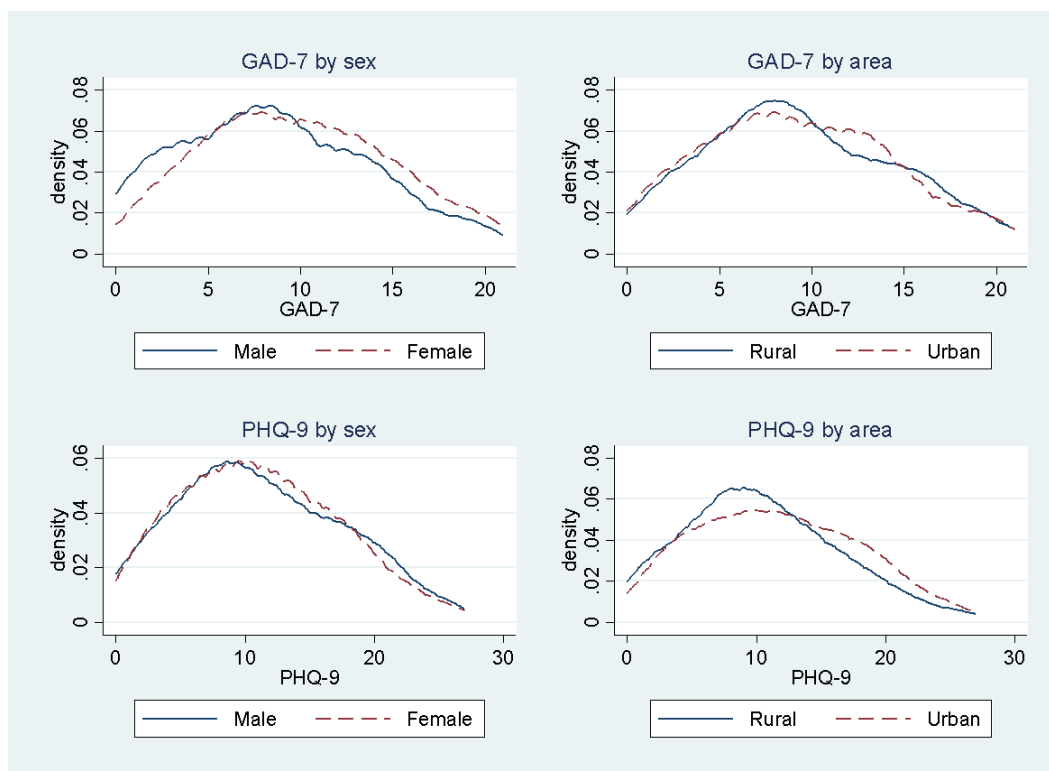 GAD-7 by sex
density
.08
.06
.04
.02
0
0 5 10 15 20
GAD-7
Male Female
GAD-7 by area
density
.08
.06
.04
.02
0
0 5 10 15 20
GAD-7
Rural Urban
PHQ-9 by sex
density
.06
.04
.02
0
0 10 20 30
PHQ-9
Male Female
PHQ-9 by area
density
.08
.06
.04
.02
0
0 10 20 30
PHQ-9
Rural Urban